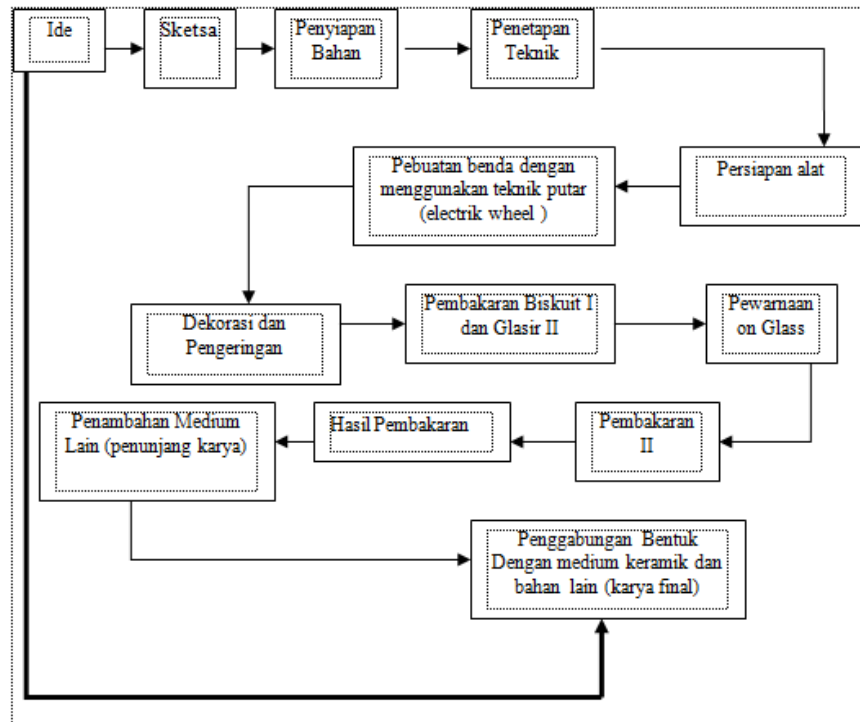 Ide
Sketsa
Penyiapan
Bahan
Penetapan
Teknik
Persiapan alat
Pebuatan benda dengan
menggunakan teknik putar
(electrik wheel )
Dekorasi dan
Pengeringan
Pembakaran Biskuit I
dan Glasir II
Pewarnaan
on Glass
Pembakaran
II
Hasil Pembakaran
Penambahan Medium
Lain (penunjang karya)
Penggabungan Bentuk
Dengan medium keramik dan
bahan lain (karya final)